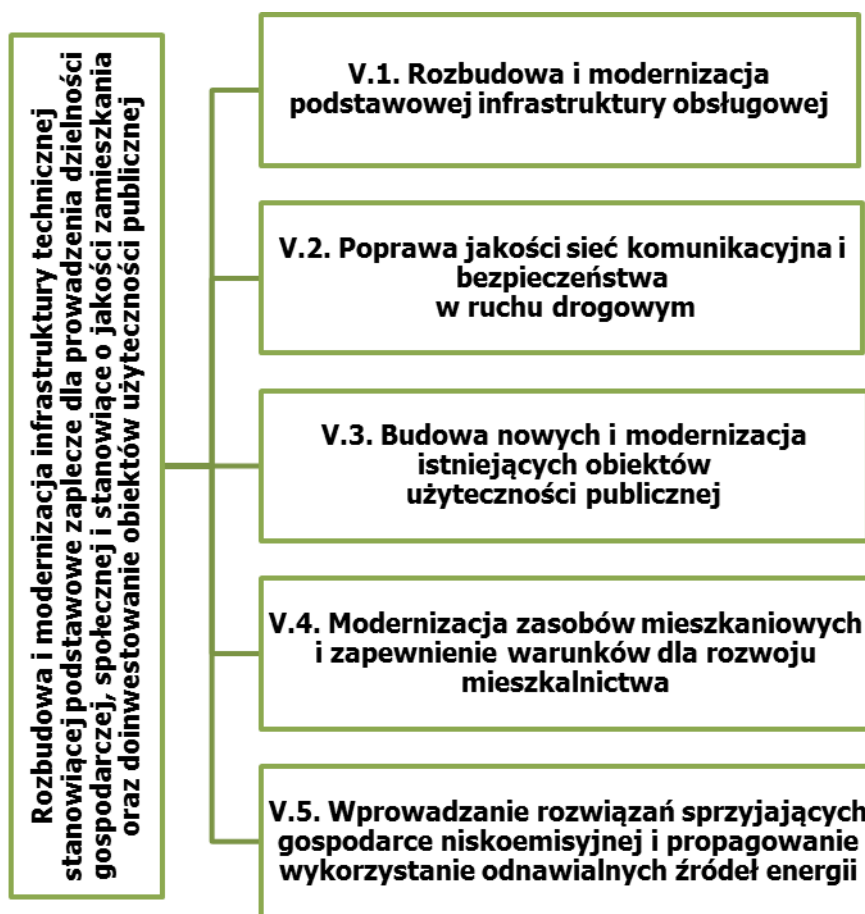 Rozbudowa i modernizacja infrastruktury technicznej
stanowiącej podstawowe zaplecze dla prowadzenia dzielności
gospodarczej, społecznej i stanowiące o jakości zamieszkania
oraz doinwestowanie obiektów użyteczności publicznej
V.1. Rozbudowa i modernizacja
podstawowej infrastruktury obsługowej
V.2. Poprawa jakości sieć komunikacyjna i
bezpieczeństwa
w ruchu drogowym
V.3. Budowa nowych i modernizacja
istniejących obiektów
użyteczności publicznej
V.4. Modernizacja zasobów mieszkaniowych
i zapewnienie warunków dla rozwoju
mieszkalnictwa
V.5. Wprowadzanie rozwiązań sprzyjających
gospodarce niskoemisyjnej i propagowanie
wykorzystanie odnawialnych źródeł energii